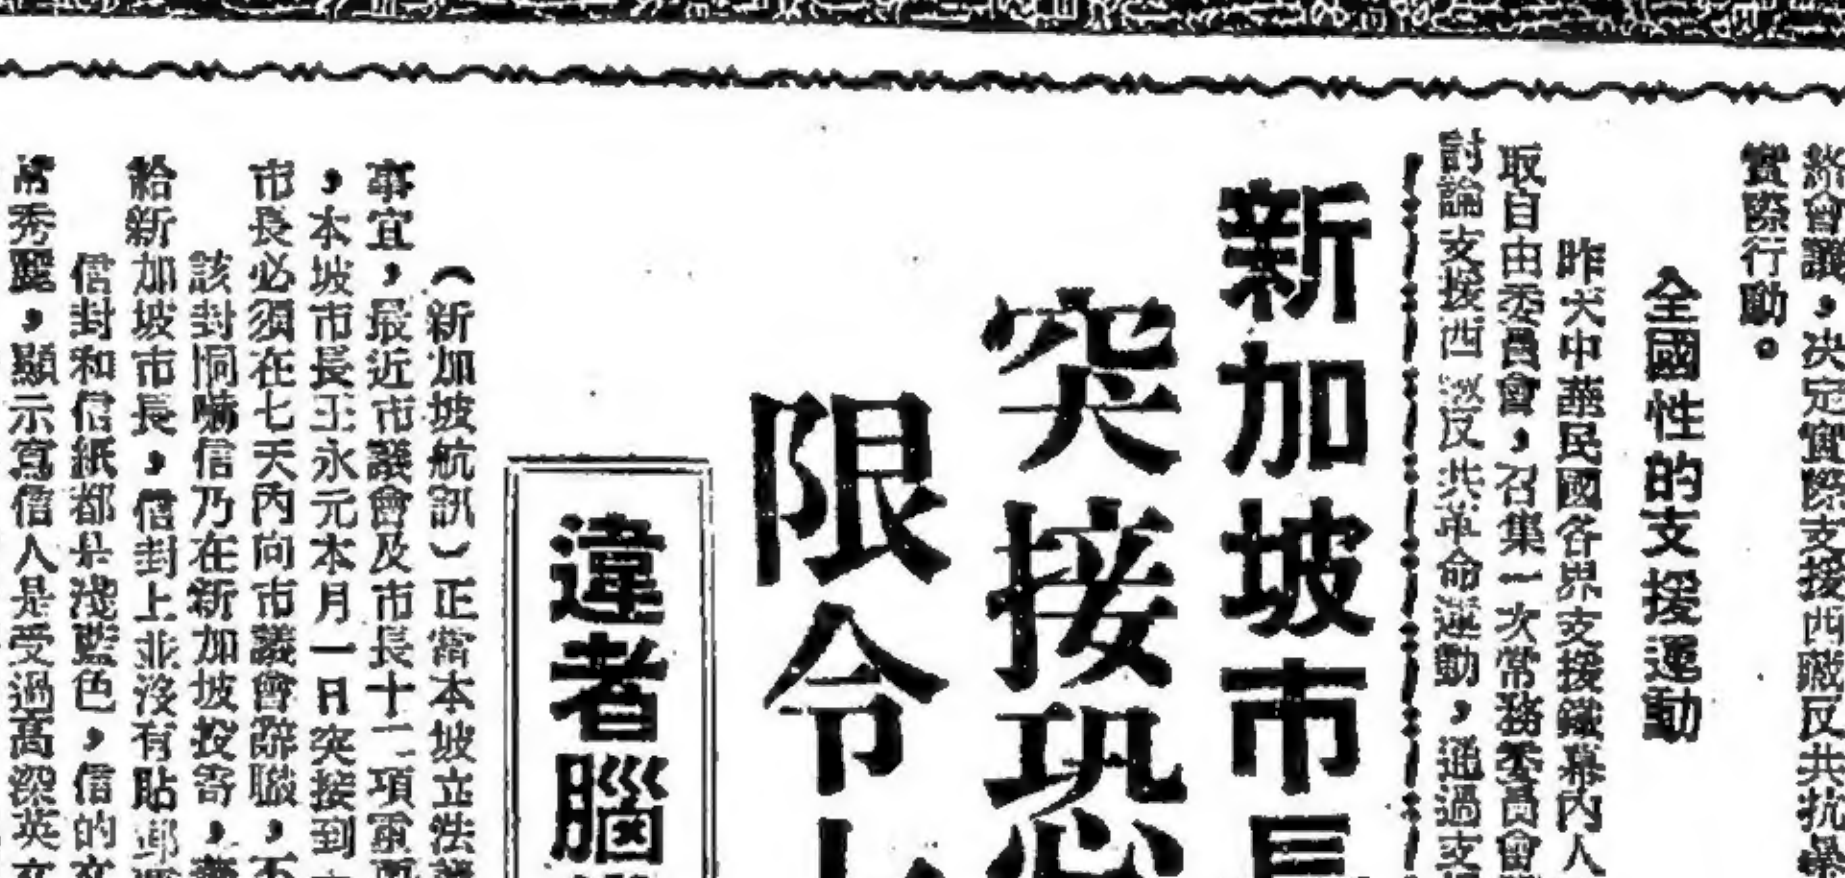 會議，決定實際支援西藏反共抗暴
實際行動。
全國性的支援運動
昨天中華民國各界支援鐵幕內人
取自由委員會，召集一次常務委員會
討論支援西藏反共革命運動，通過支
新加坡市長
突接恐
限令
違者腦
（新加坡航訊）正當本坡立法
事宜，最近市議會及市長十二項
，本坡市長王永元本月一日突接到
市長必須在七天內向市議會辭職，
該封恫嚇信乃在新加坡投寄，
給新加坡市長，信封上並沒有貼郵
信封和信紙都是淺藍色，信的文
常秀麗，顯示寫信人是受過高深英文